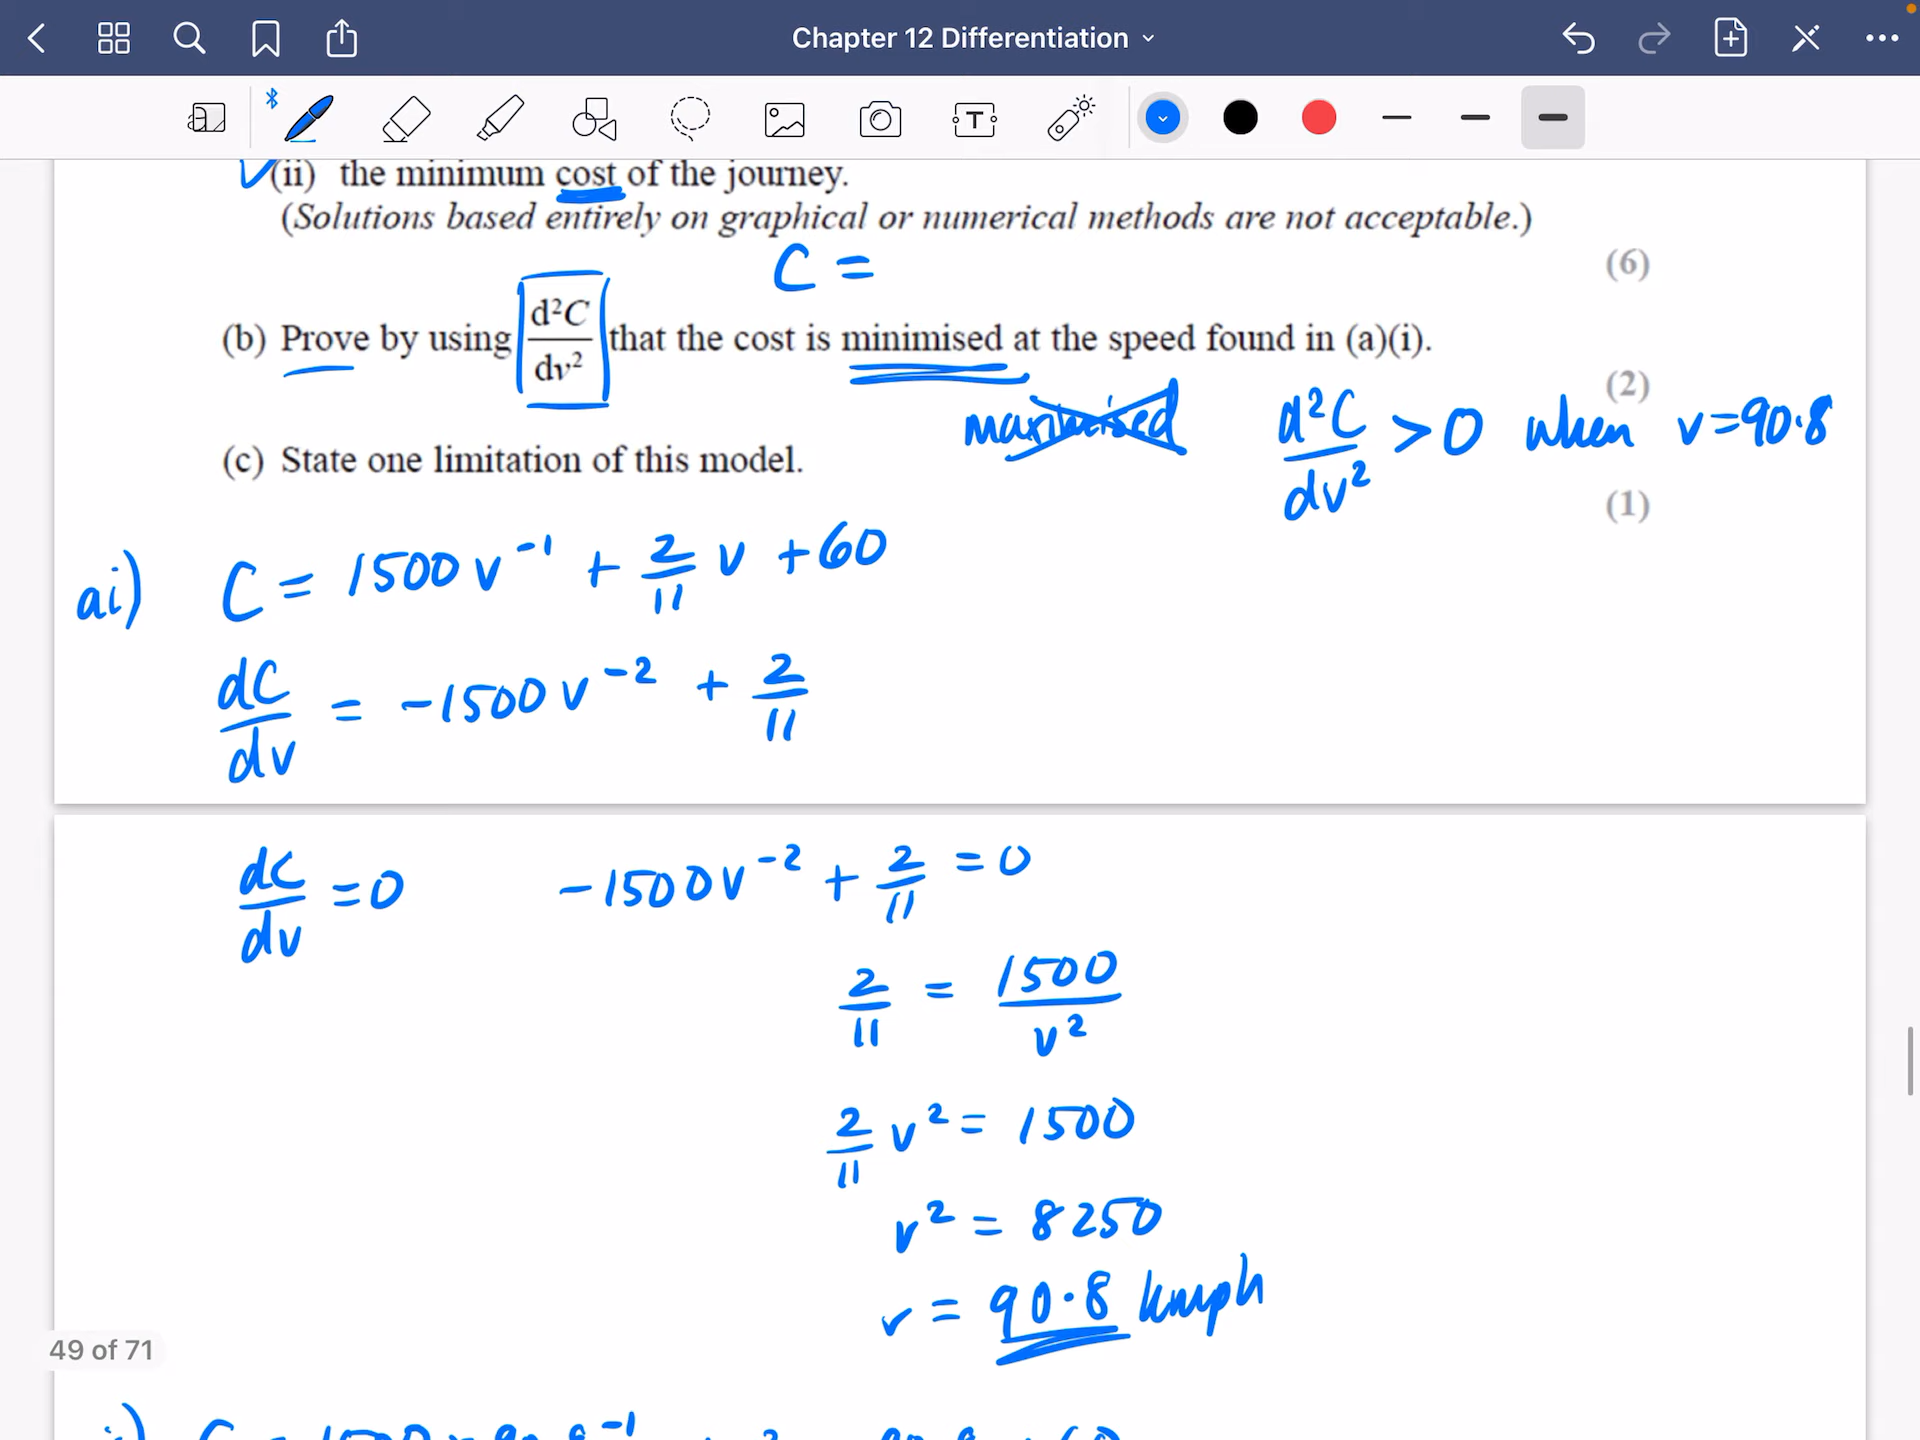 Chapter 12 Differentiation
(ii) the minimum cost of the journey.
(Solutions based entirely on graphical or numerical methods are not acceptable.)
C =
(6)
(b) Prove by using d²C/dv² that the cost is minimised at the speed found in (a)(i).
(2)
maximised
d²C/dv² > 0 when v = 90.8
(c) State one limitation of this model.
(1)
ai) C = 1500v⁻¹ + 2/11 v + 60
dC/dv = -1500v⁻² + 2/11
dC/dv = 0 -1500v⁻² + 2/11 = 0
2/11 = 1500/v²
2/11 v² = 1500
v² = 8250
v = 90.8 kmph
49 of 71